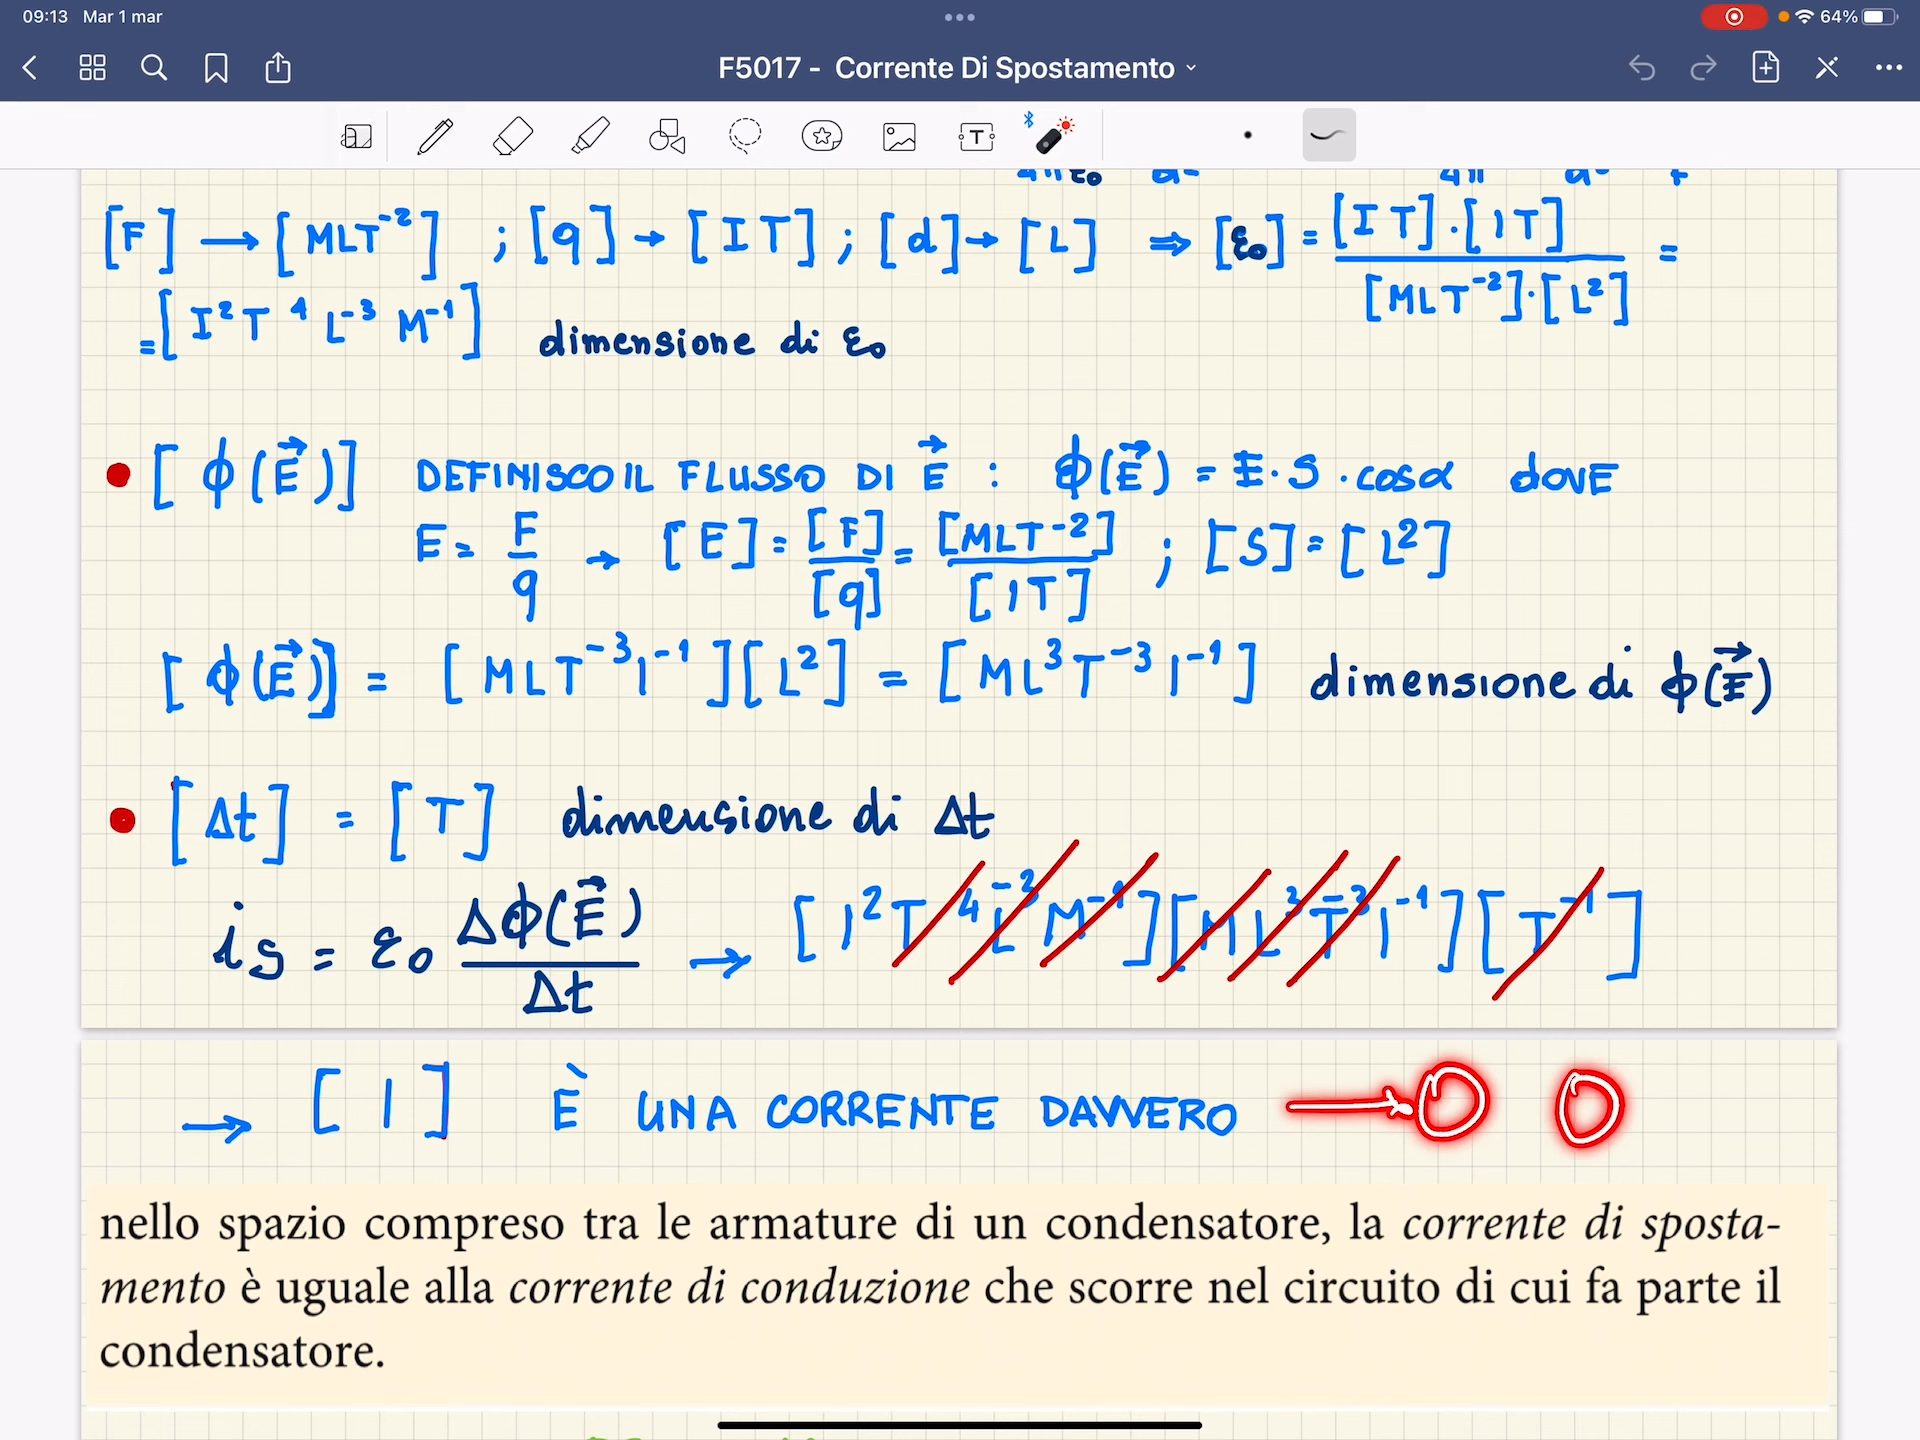 09:13 Mar 1 mar 64%
F5017 - Corrente Di Spostamento
[F] → [MLT⁻²] ; [q] → [IT] ; [d] → [L] ⇒ [ε₀] = [IT]·[IT] / [MLT⁻²]·[L²] =
= [I²T⁴L⁻³M⁻¹] dimensione di ε₀
• [ϕ(E⃗)] DEFINISCO IL FLUSSO DI E⃗ : ϕ(E⃗) = E·S·cosα dOVE
E = F/q → [E] = [F]/[q] = [MLT⁻²]/[IT] ; [S] = [L²]
[ϕ(E⃗)] = [MLT⁻³I⁻¹][L²] = [ML³T⁻³I⁻¹] dimensione di ϕ(E⃗)
• [Δt] = [T] dimensione di Δt
is = ε₀ Δϕ(E⃗)/Δt → [I²T⁴L⁻³M⁻¹][ML³T⁻³I⁻¹][T⁻¹]
→ [I] È UNA CORRENTE DAVVERO → O O
nello spazio compreso tra le armature di un condensatore, la corrente di sposta-
mento è uguale alla corrente di conduzione che scorre nel circuito di cui fa parte il
condensatore.